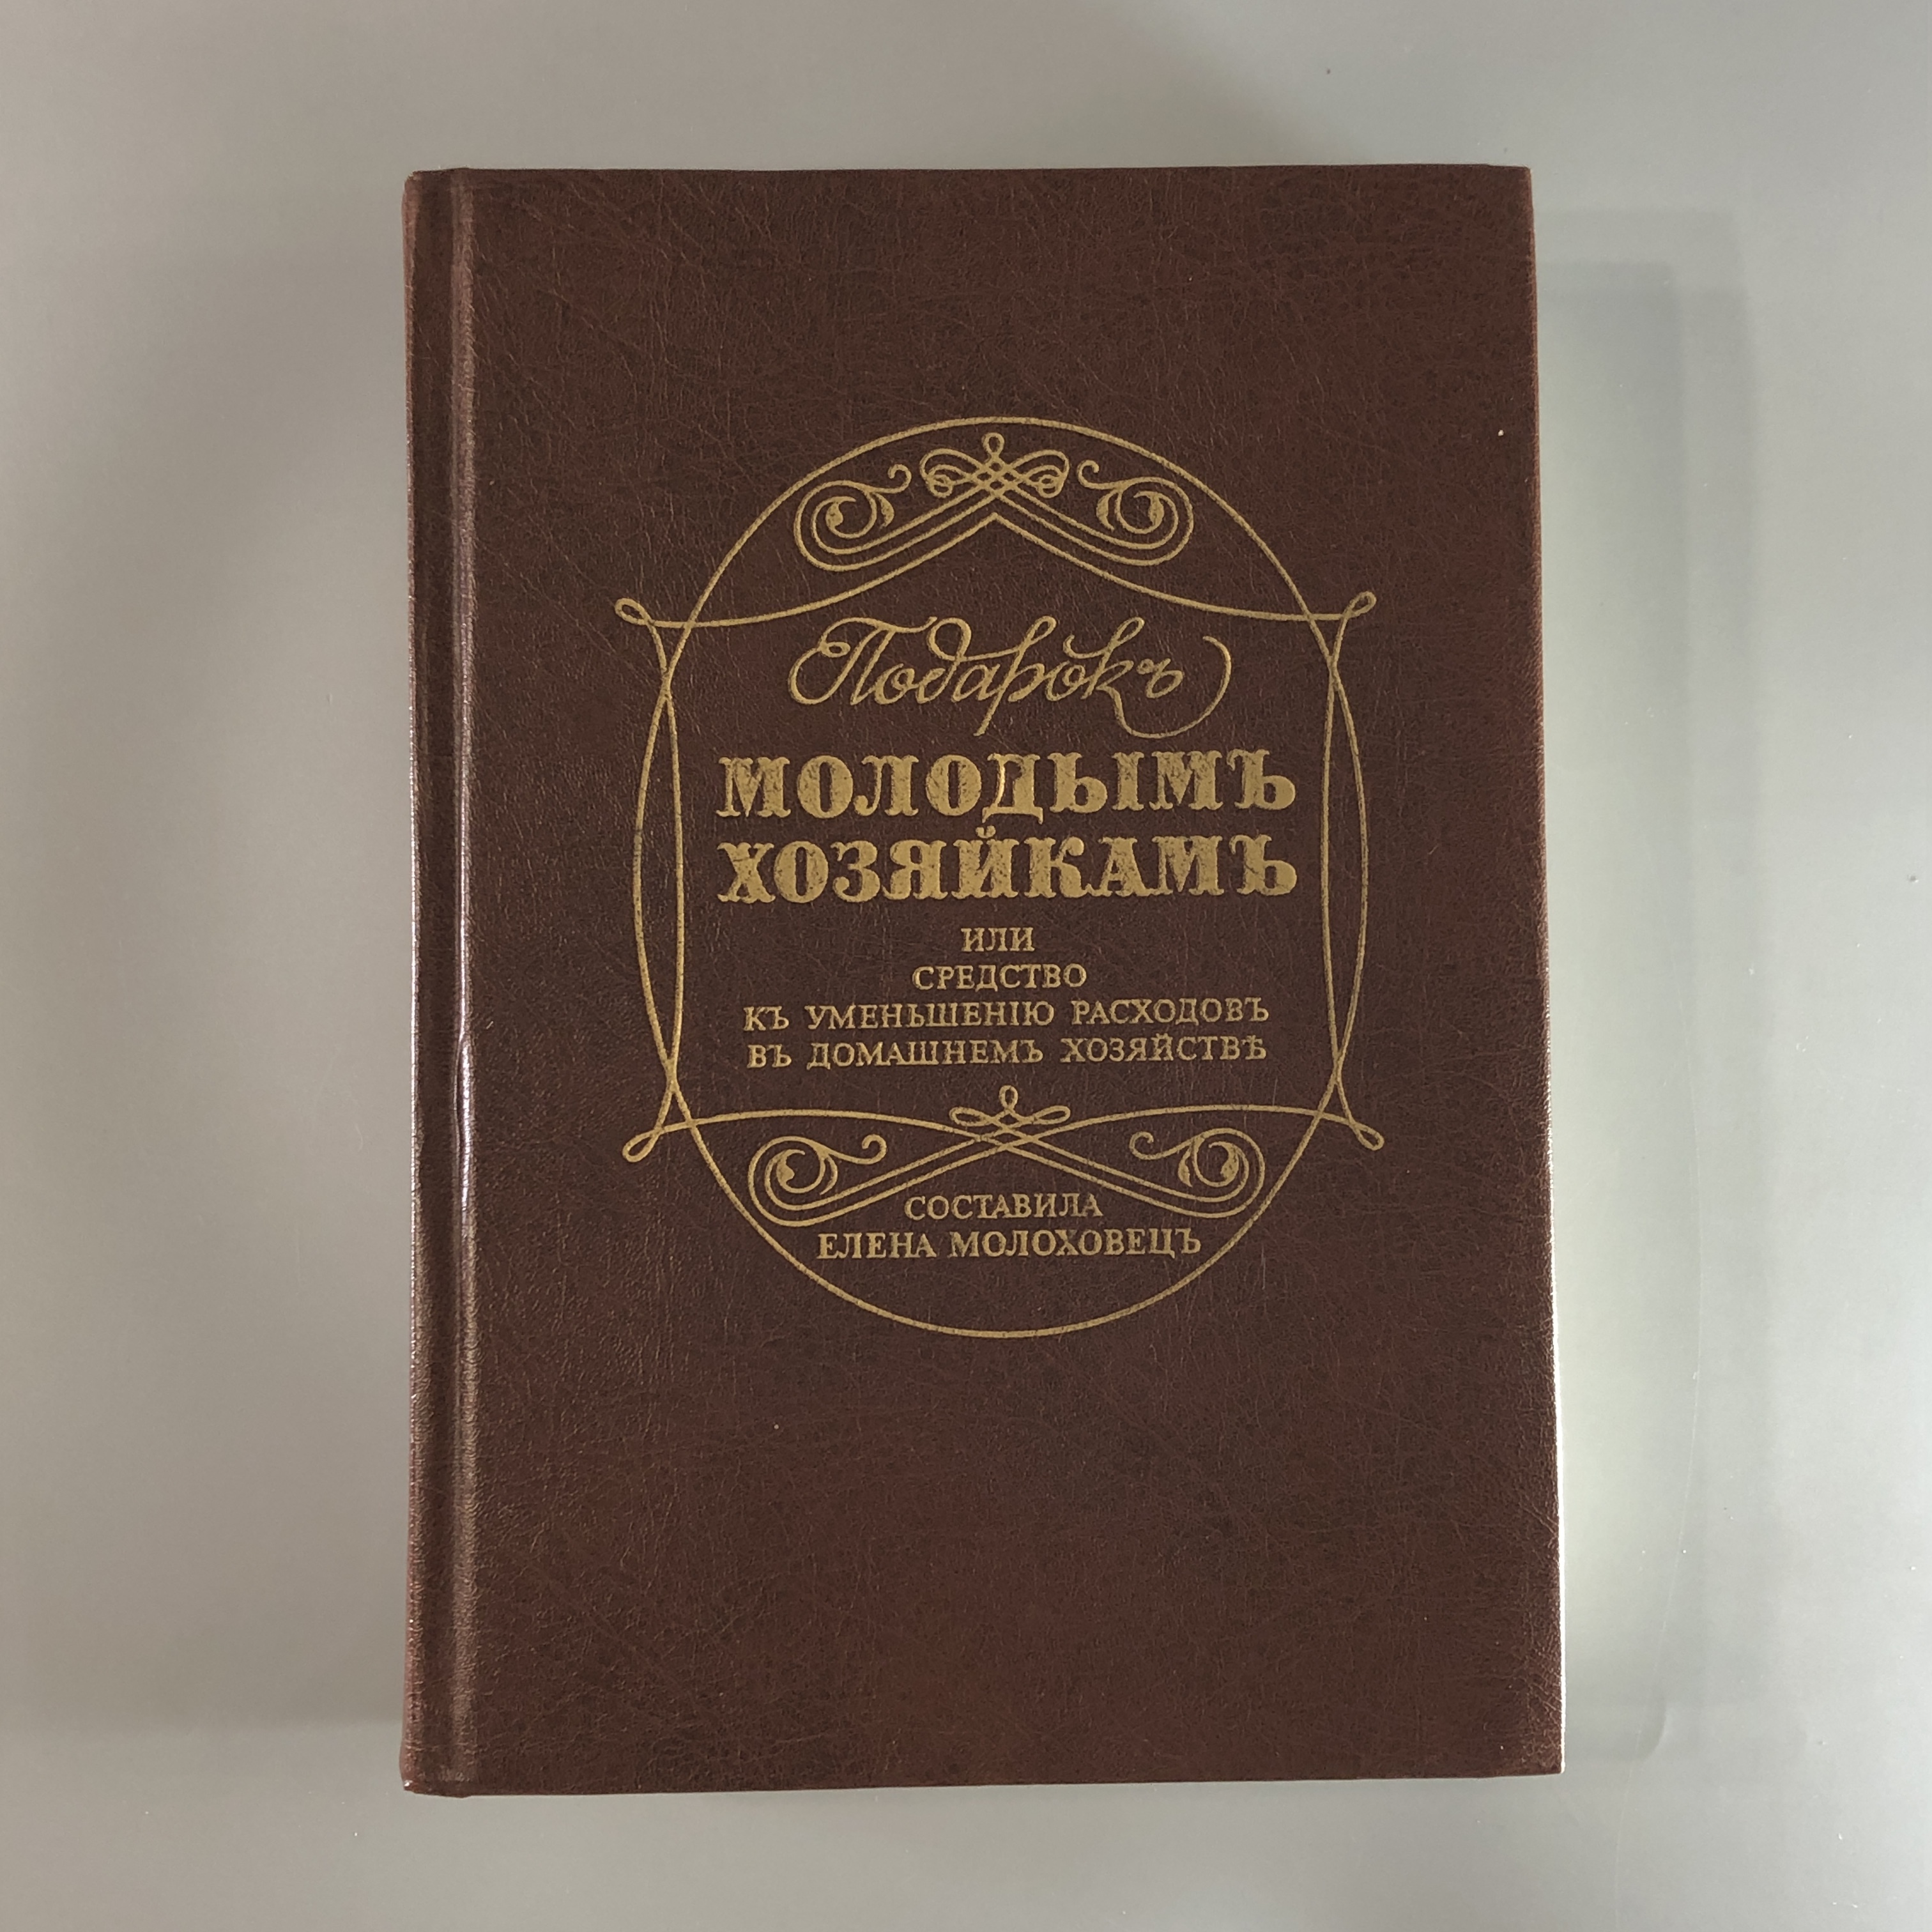 Подарокъ
МОЛОДЫМЪ
ХОЗЯЙКАМЪ
ИЛИ
СРЕДСТВО
КЪ УМЕНЬШЕНІЮ РАСХОДОВЪ
ВЪ ДОМАШНЕМЪ ХОЗЯЙСТВѢ
СОСТАВИЛА
ЕЛЕНА МОЛОХОВЕЦЪ